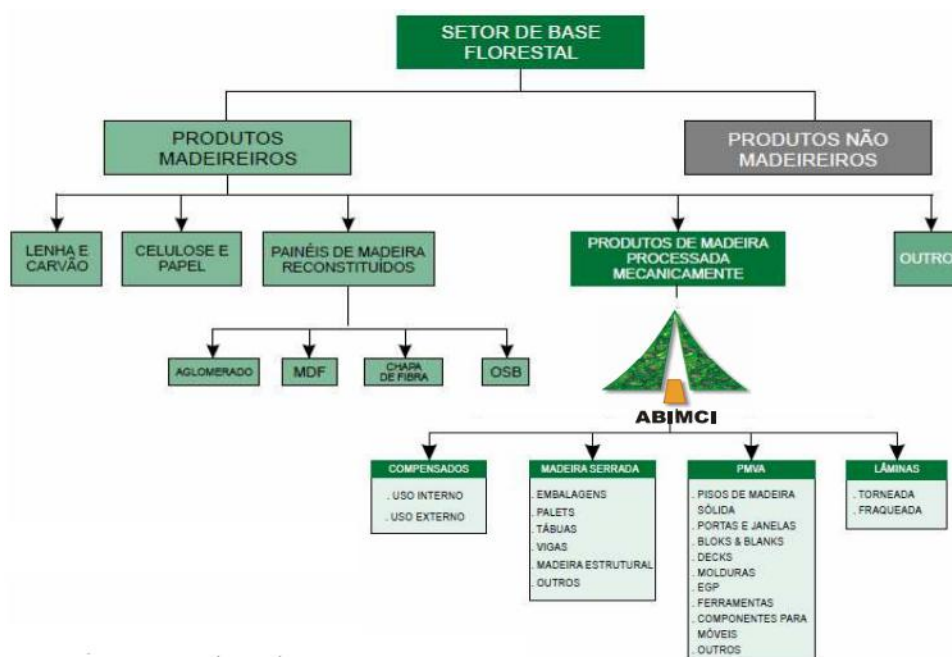 SETOR DE BASE
FLORESTAL
PRODUTOS
MADEIREIROS
PRODUTOS NÃO
MADEIREIROS
LENHA E
CARVÃO
CELULOSE E
PAPEL
PAINÉIS DE MADEIRA
RECONSTITUÍDOS
PRODUTOS DE MADEIRA
PROCESSADA
MECANICAMENTE
OUTRO
AGLOMERADO
MDF
CHAPA
DE FIBRA
OSB
ABIMCI
COMPENSADOS
. USO INTERNO
. USO EXTERNO
MADEIRA SERRADA
. EMBALAGENS
. PALETS
. TÁBUAS
. VIGAS
. MADEIRA ESTRUTURAL
. OUTROS
PMVA
. PISOS DE MADEIRA
SÓLIDA
. PORTAS E JANELAS
. BLOKS & BLANKS
. DECKS
. MOLDURAS
. EGP
. FERRAMENTAS
. COMPONENTES PARA
MÓVEIS
. OUTROS
LÂMINAS
. TORNEADA
. FRAQUEADA